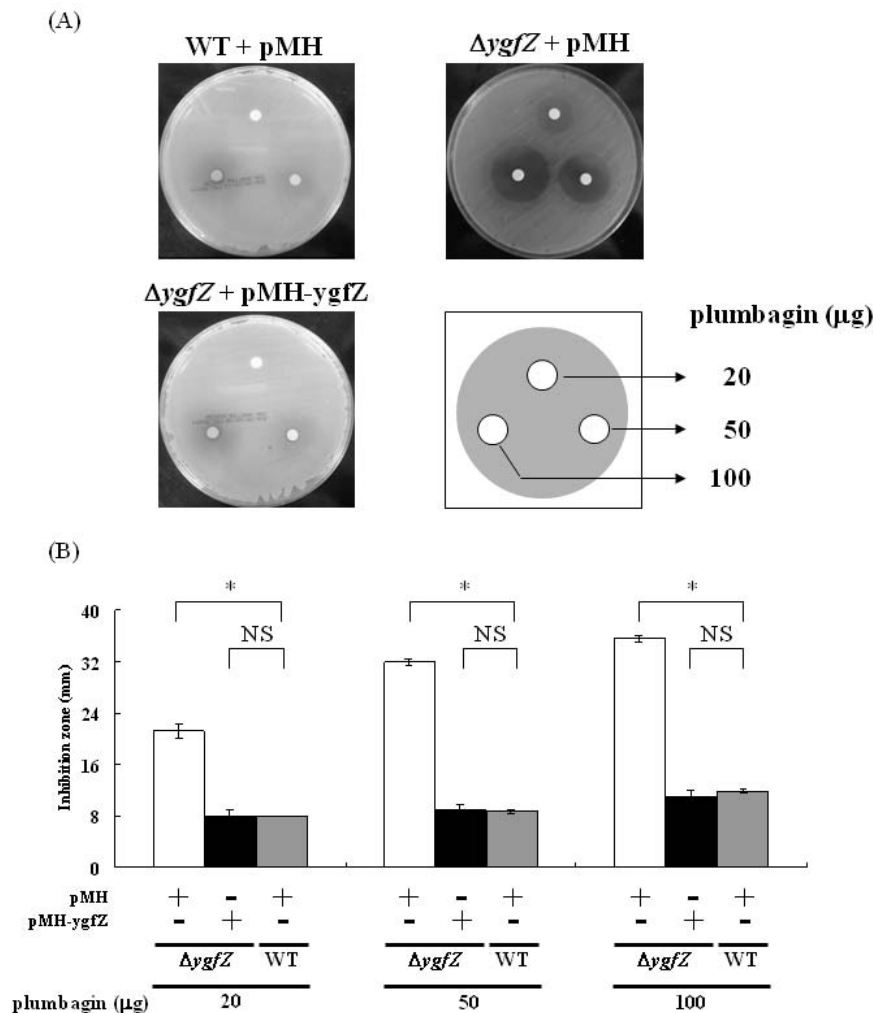 (A)
WT + pMH
ΔygfZ + pMH
ΔygfZ + pMH-ygfZ
plumbagin (µg)
20
50
100
(B)
* * *
NS NS NS
40
32
24
16
8
0
Inhibition zone (mm)
pMH + - + + - + + - +
pMH-ygfZ - + - - + - - + -
ΔygfZ WT ΔygfZ WT ΔygfZ WT
plumbagin (µg) 20 50 100